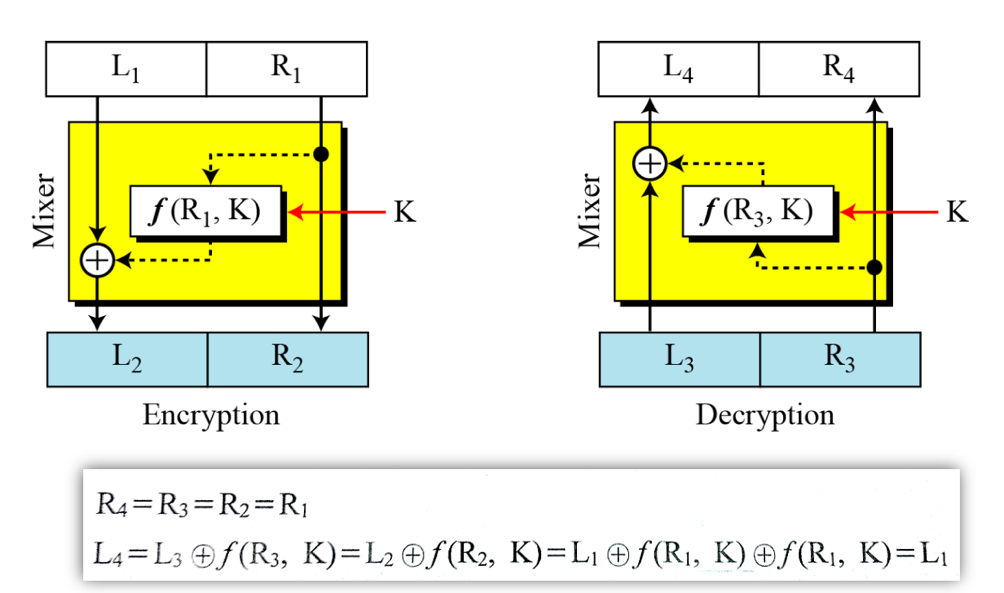 L₁ R₁
Mixer
f(R₁, K)
K
L₂ R₂
Encryption
L₄ R₄
Mixer
f(R₃, K)
K
L₃ R₃
Decryption
R₄=R₃=R₂=R₁
L₄=L₃⊕f(R₃, K)=L₂⊕f(R₂, K)=L₁⊕f(R₁, K)⊕f(R₁, K)=L₁